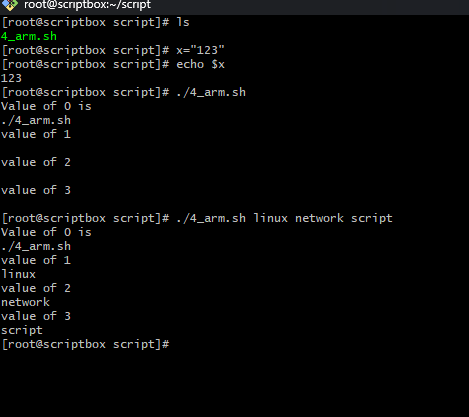 root@scriptbox:~/script
[root@scriptbox script]# ls
4_arm.sh
[root@scriptbox script]# x="123"
[root@scriptbox script]# echo $x
123
[root@scriptbox script]# ./4_arm.sh
Value of 0 is
./4_arm.sh
value of 1
value of 2
value of 3
[root@scriptbox script]# ./4_arm.sh linux network script
Value of 0 is
./4_arm.sh
value of 1
linux
value of 2
network
value of 3
script
[root@scriptbox script]#